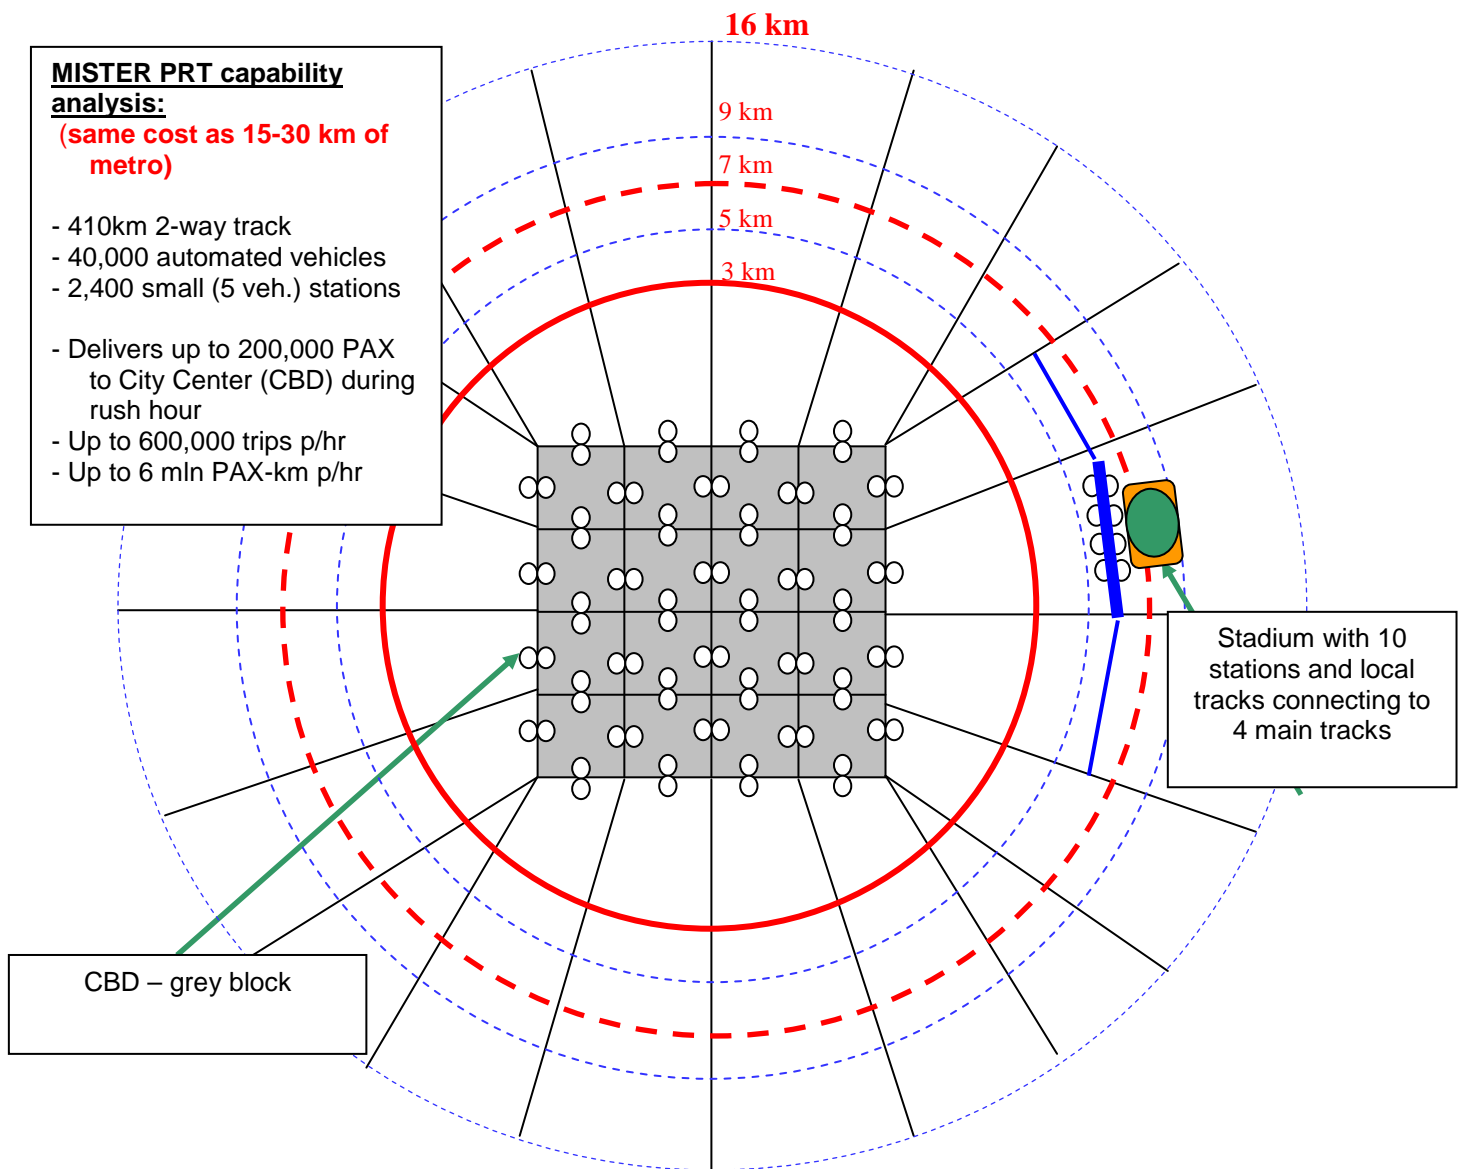 16 km
MISTER PRT capability
analysis:
(same cost as 15-30 km of
metro)
- 410km 2-way track
- 40,000 automated vehicles
- 2,400 small (5 veh.) stations
- Delivers up to 200,000 PAX
to City Center (CBD) during
rush hour
- Up to 600,000 trips p/hr
- Up to 6 mln PAX-km p/hr
9 km
7 km
5 km
3 km
Stadium with 10
stations and local
tracks connecting to
4 main tracks
CBD – grey block